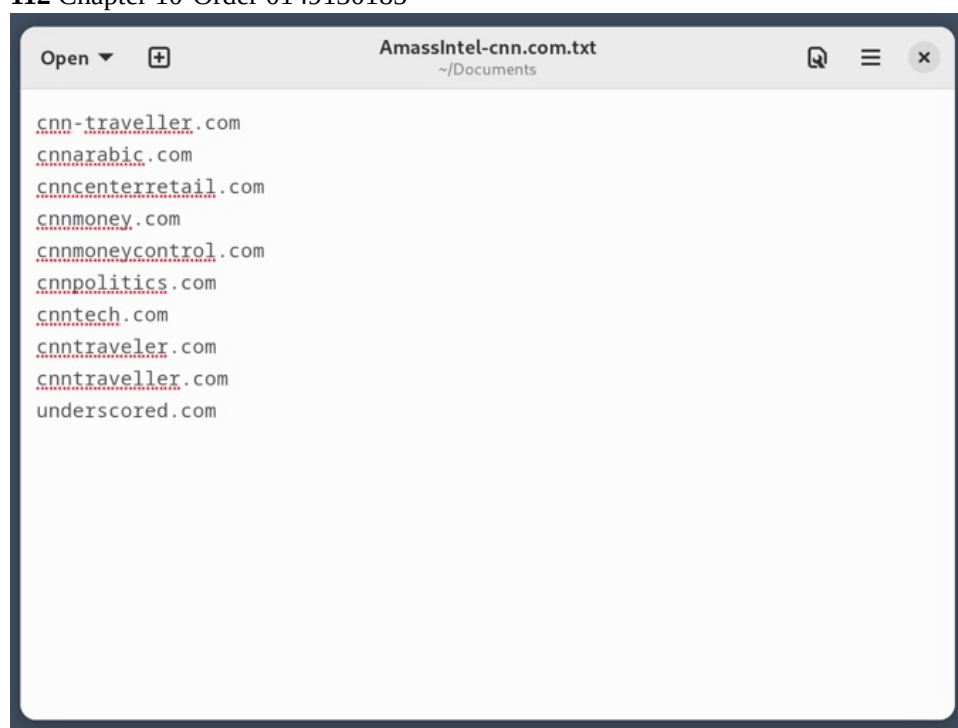 112 Chapter 10-Order 0149130183
Open
AmassIntel-cnn.com.txt
~/Documents
cnn-traveller.com
cnnarabic.com
cnncenterretail.com
cnnmoney.com
cnnmoneycontrol.com
cnnpolitics.com
cnntech.com
cnntraveler.com
cnntraveller.com
underscored.com